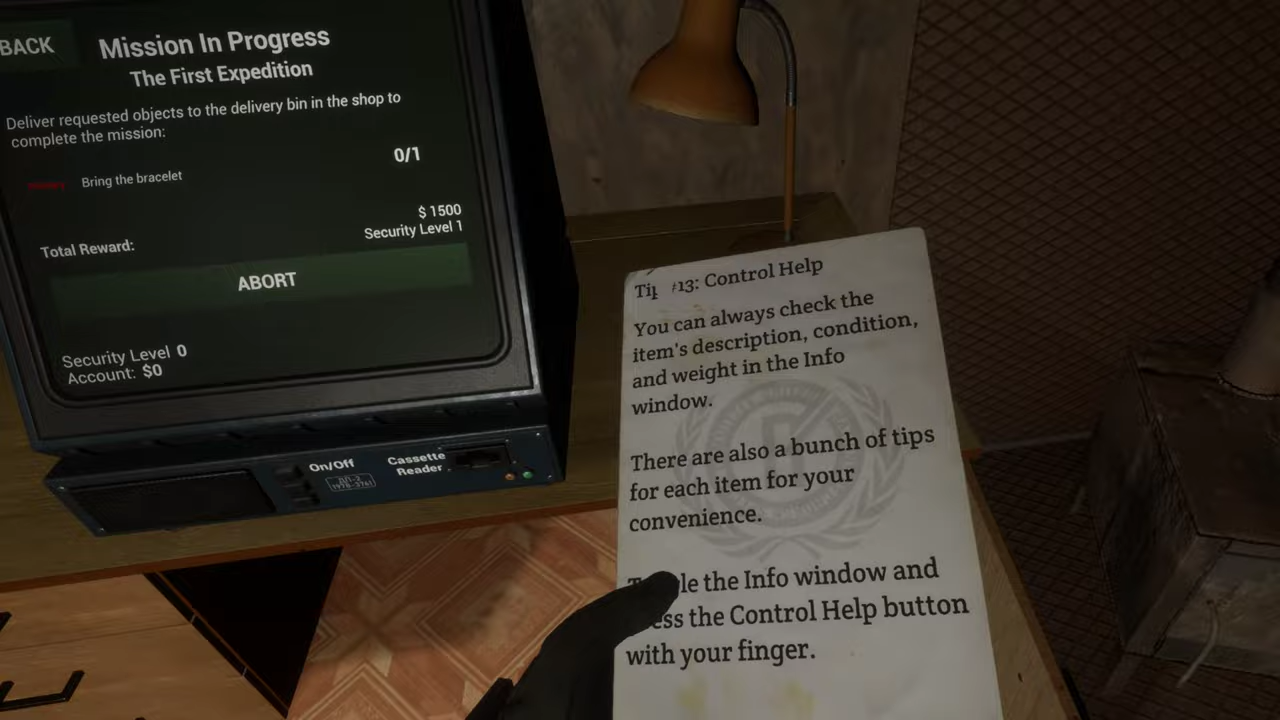 BACK
Mission In Progress
The First Expedition
Deliver requested objects to the delivery bin in the shop to
complete the mission:
0/1
Bring the bracelet
$ 1500
Security Level 1
Total Reward:
ABORT
Security Level 0
Account: $0
On/Off
Cassette
Reader
#13: Control Help
You can always check the
item's description, condition,
and weight in the Info
window.
There are also a bunch of tips
for each item for your
convenience.
the Info window and
the Control Help button
with your finger.